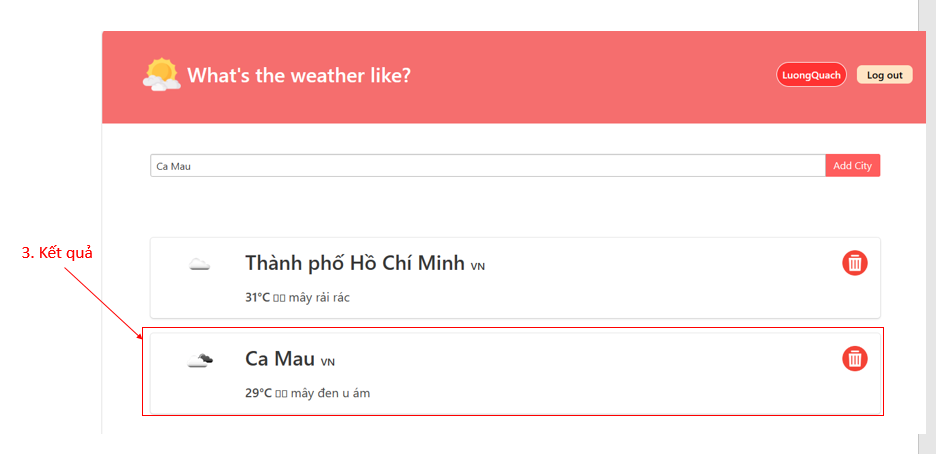 What's the weather like?
LuongQuach
Log out
Ca Mau
Add City
3. Kết quả
Thành phố Hồ Chí Minh VN
31°C ▯▯ mây rải rác
Ca Mau VN
29°C ▯▯ mây đen u ám